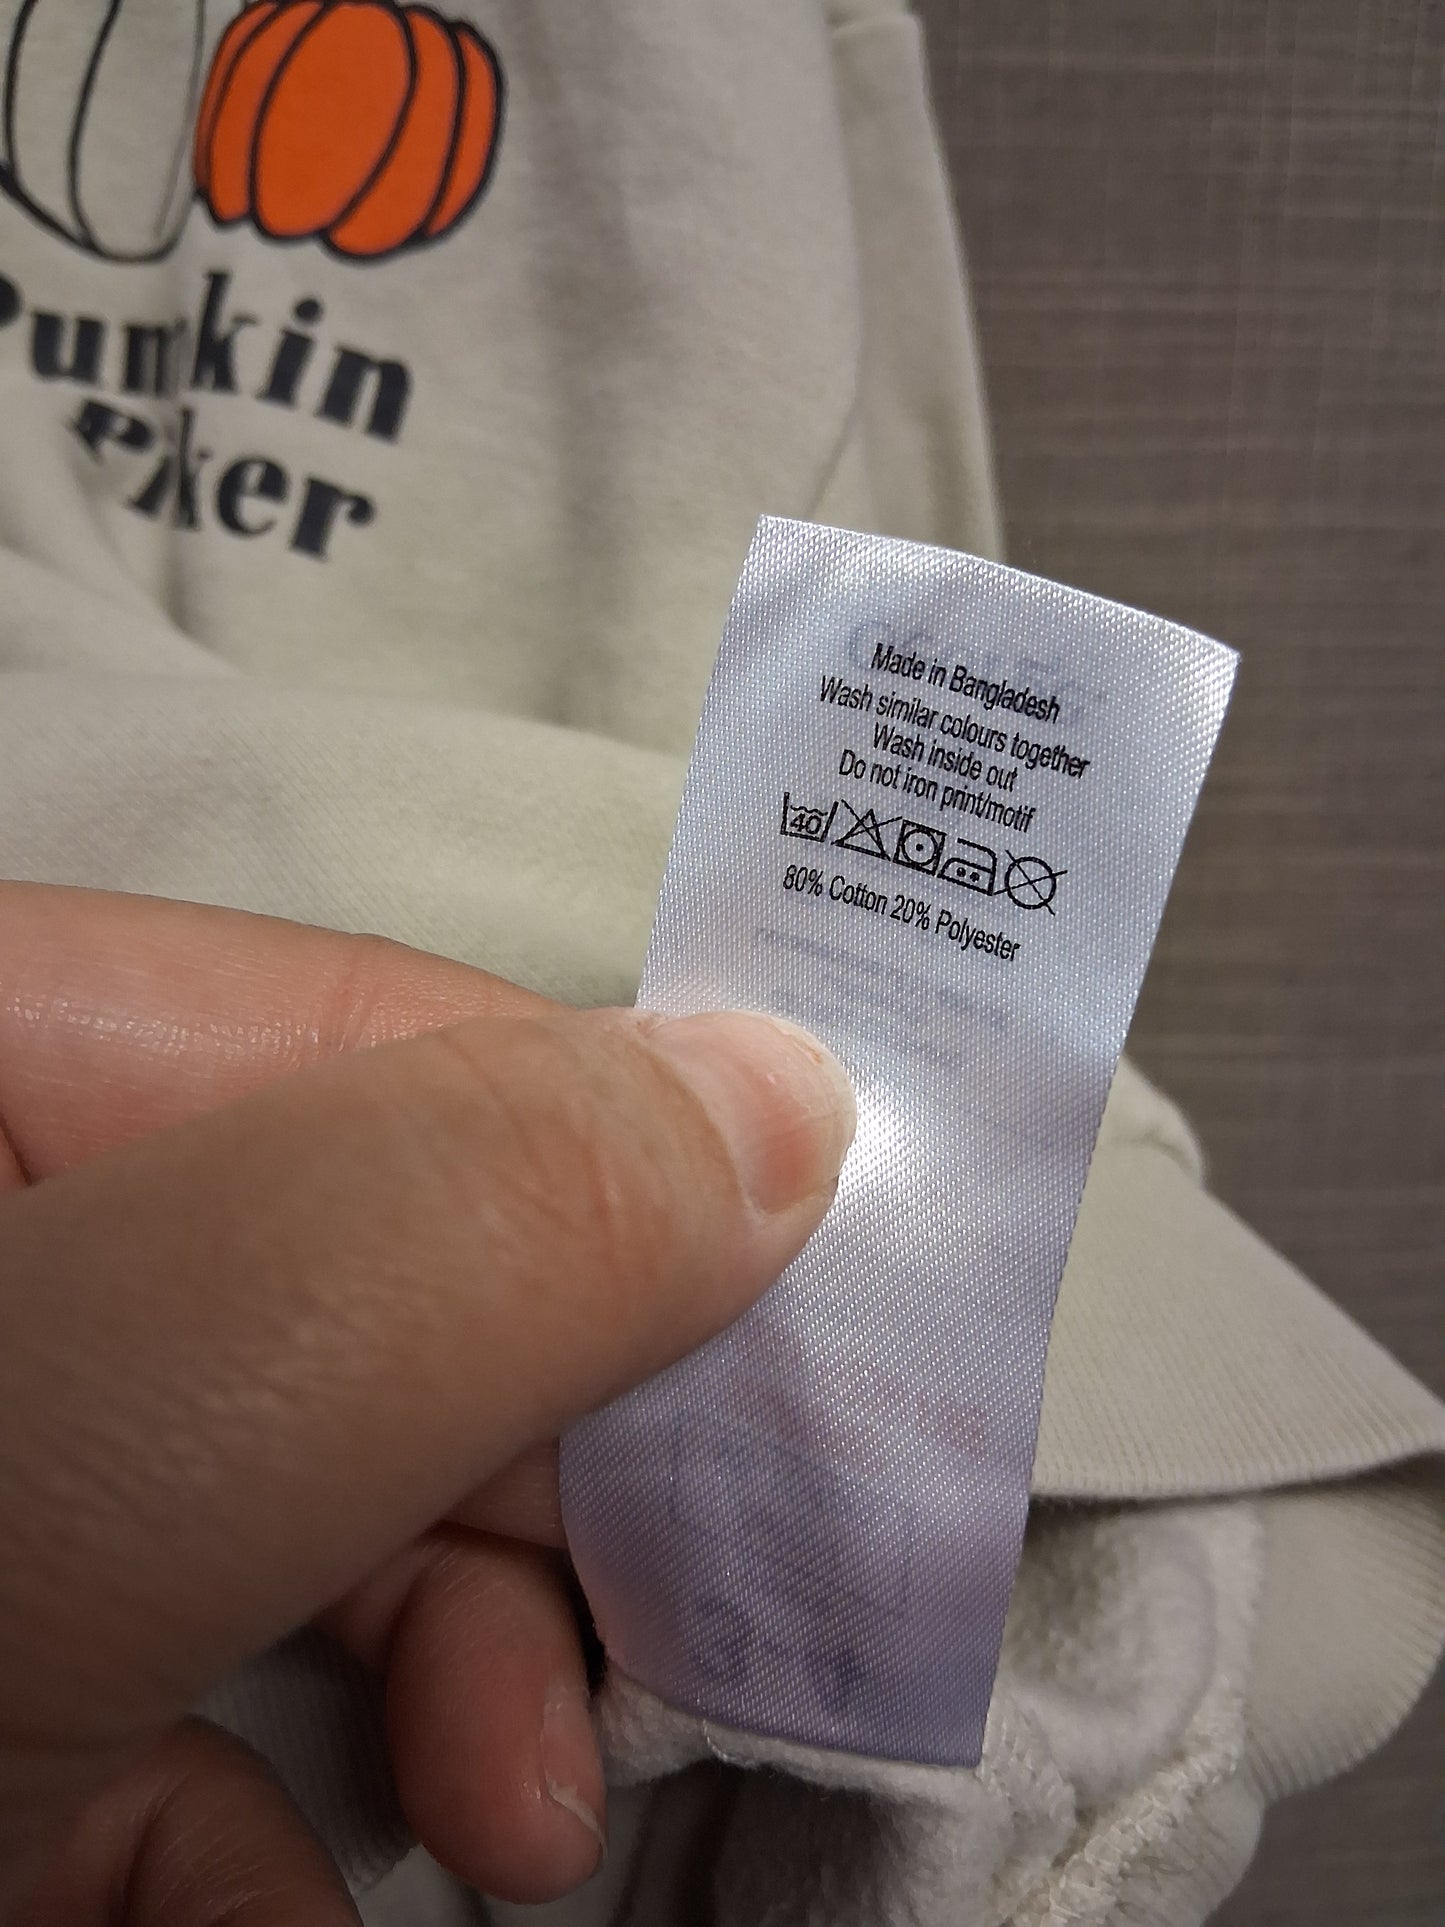 Pumkin
Made in Bangladesh
Wash similar colours together
Wash inside out
Do not iron print/motif
40
80% Cotton 20% Polyester